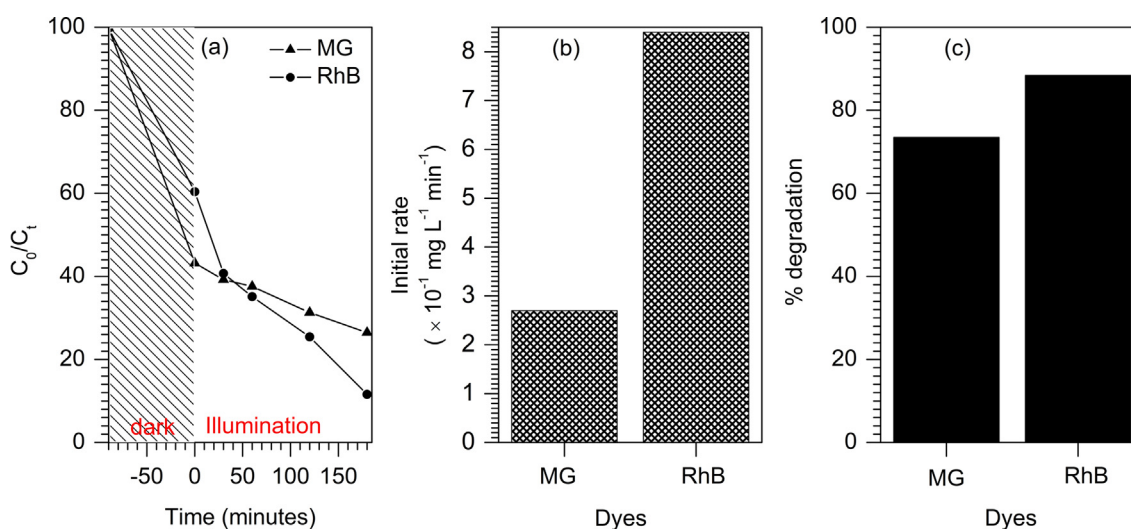 (a)
MG
RhB
100
80
60
40
20
0
C₀/Cₜ
dark
Illumination
-50 0 50 100 150
Time (minutes)
(b)
8
7
6
5
4
3
2
1
0
Initial rate
( × 10⁻¹ mg L⁻¹ min⁻¹)
MG RhB
Dyes
(c)
100
80
60
40
20
0
% degradation
MG RhB
Dyes